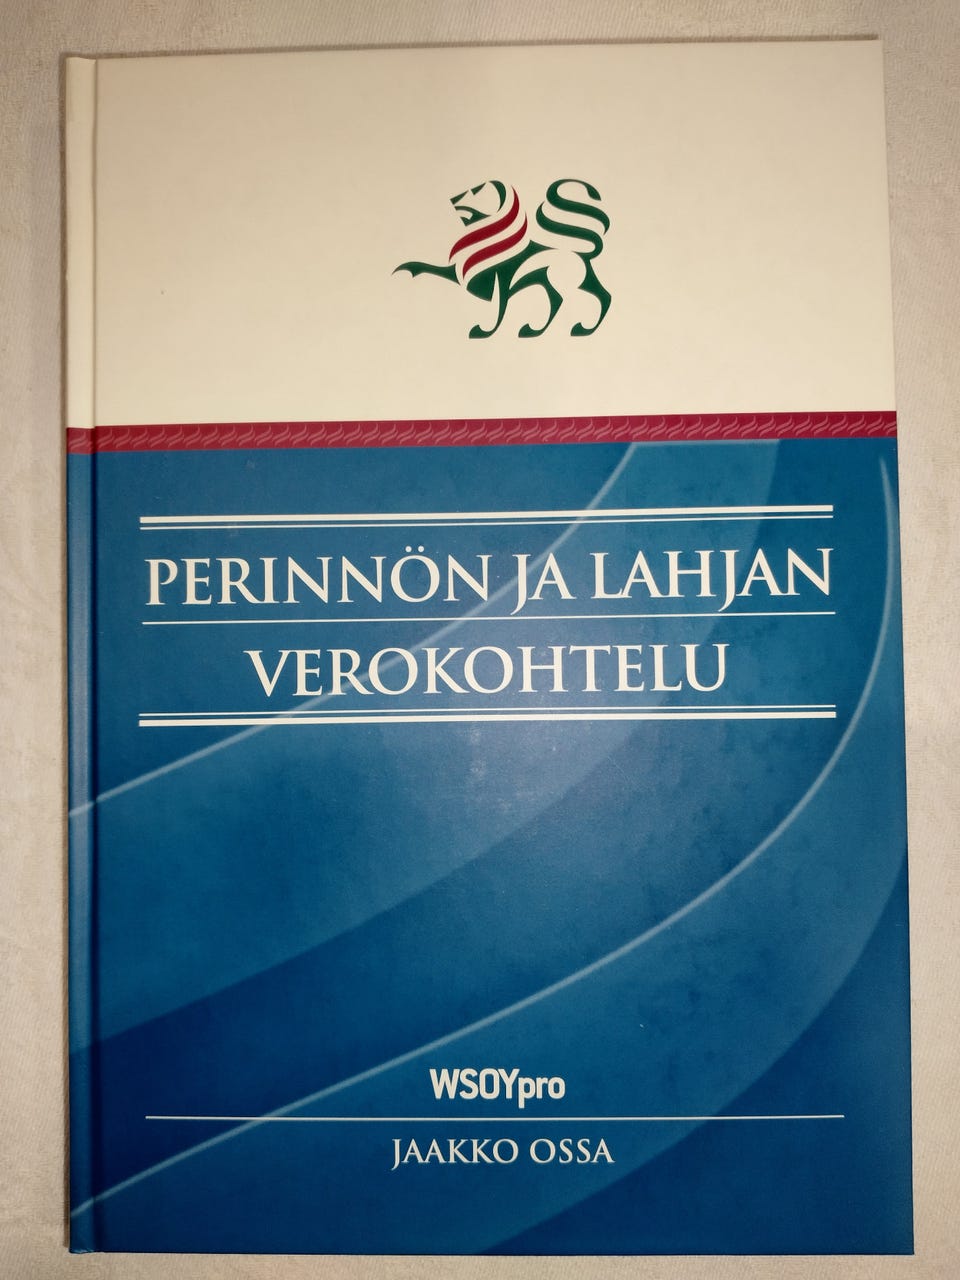 PERINNÖN JA LAHJAN
VEROKOHTELU
WSOYpro
JAAKKO OSSA